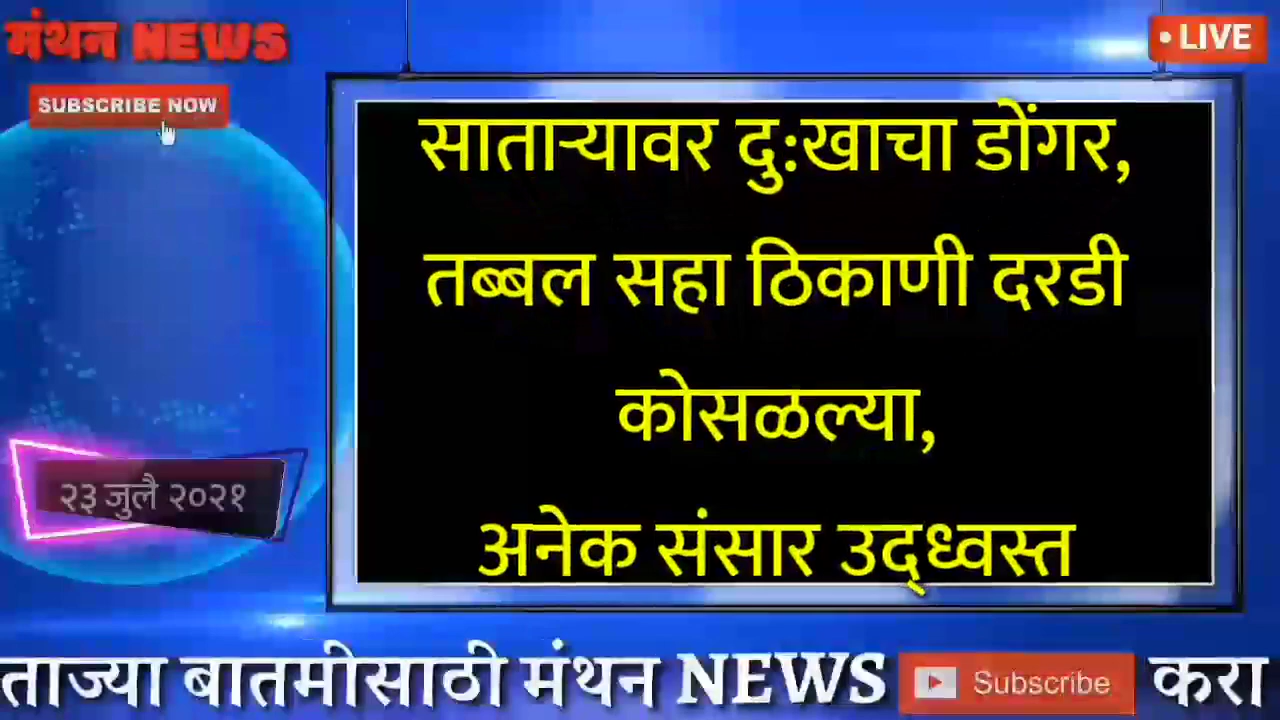 मंथन NEWS
• LIVE
SUBSCRIBE NOW
साताऱ्यावर दु:खाचा डोंगर,
तब्बल सहा ठिकाणी दरडी
कोसळल्या,
अनेक संसार उद्ध्वस्त
२३ जुलै २०२१
ताज्या बातमीसाठी मंथन NEWS Subscribe करा